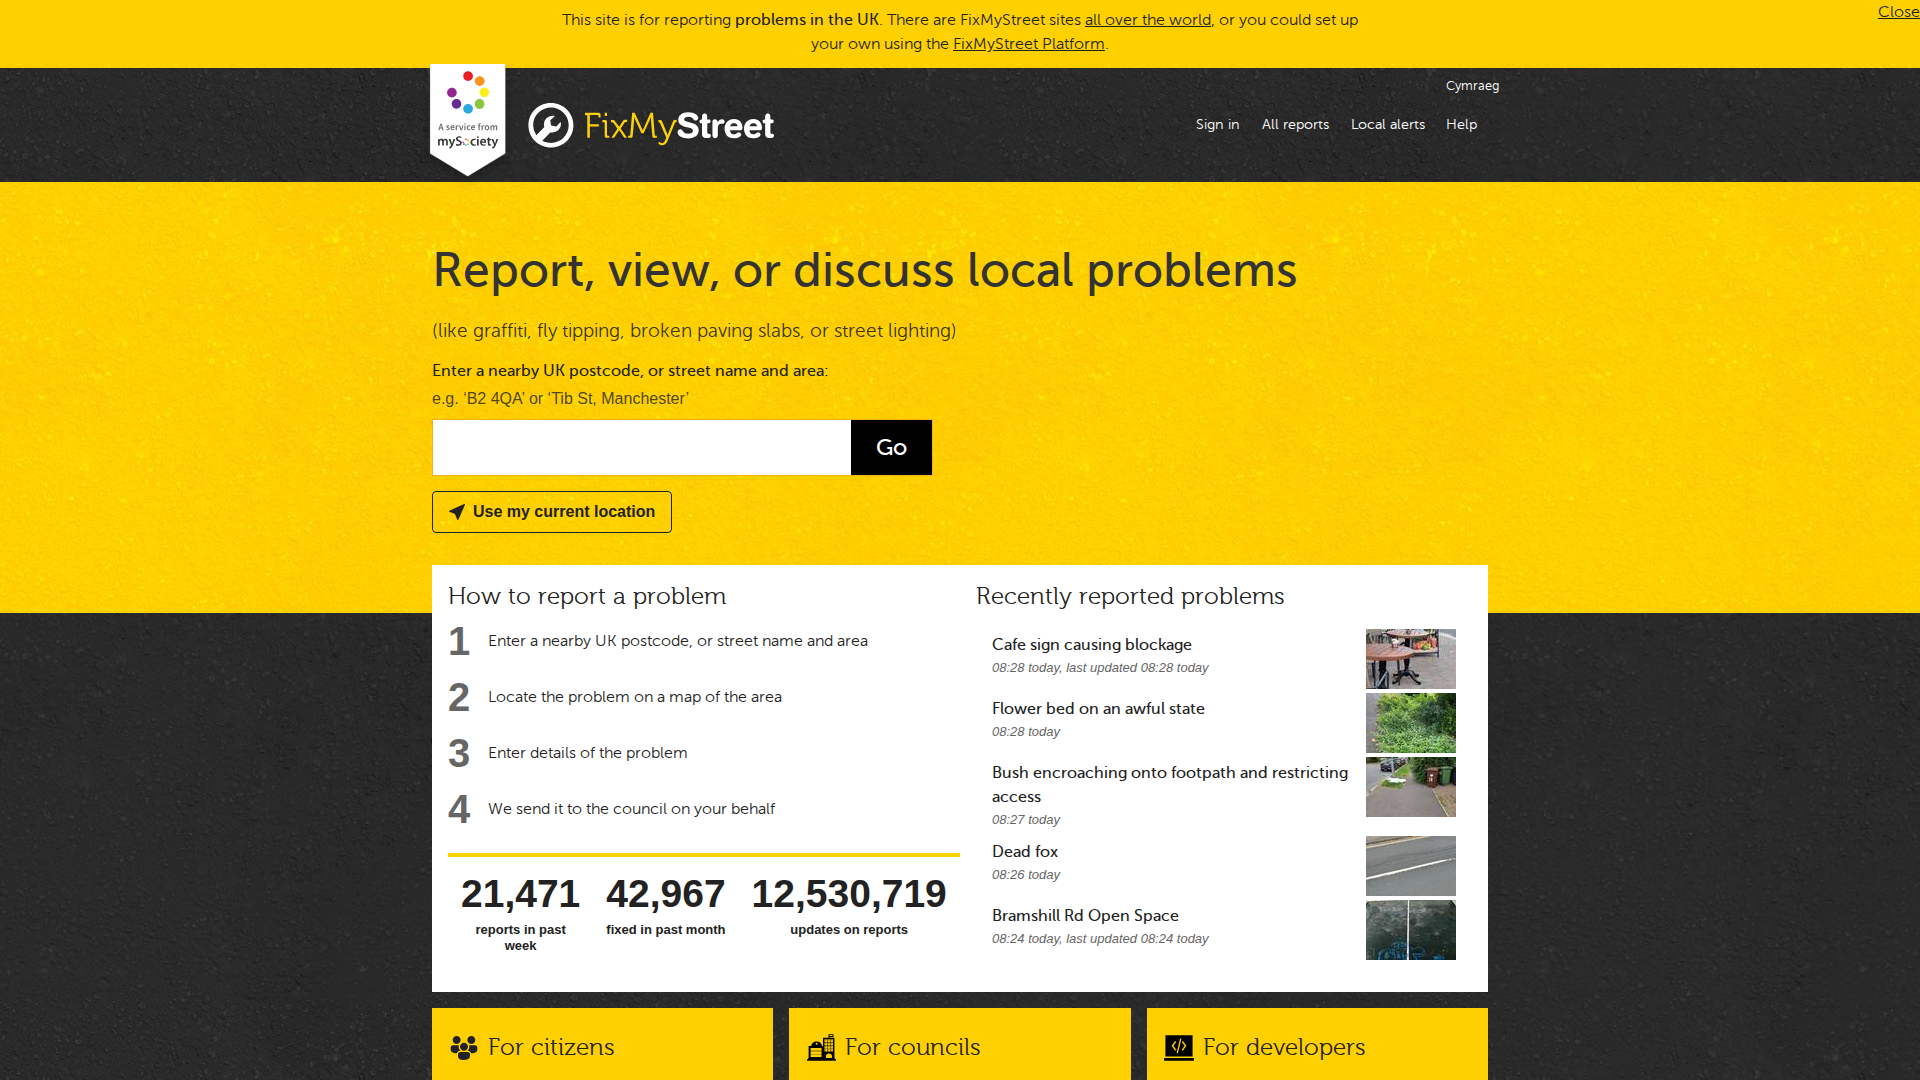 This site is for reporting problems in the UK. There are FixMyStreet sites all over the world, or you could set up
your own using the FixMyStreet Platform.
Close
A service from
mySociety
FixMyStreet
Cymraeg
Sign in
All reports
Local alerts
Help
Report, view, or discuss local problems
(like graffiti, fly tipping, broken paving slabs, or street lighting)
Enter a nearby UK postcode, or street name and area:
e.g. ‘B2 4QA’ or ‘Tib St, Manchester’
Go
Use my current location
How to report a problem
1 Enter a nearby UK postcode, or street name and area
2 Locate the problem on a map of the area
3 Enter details of the problem
4 We send it to the council on your behalf
21,471
reports in past
week
42,967
fixed in past month
12,530,719
updates on reports
Recently reported problems
Cafe sign causing blockage
08:28 today, last updated 08:28 today
Flower bed on an awful state
08:28 today
Bush encroaching onto footpath and restricting
access
08:27 today
Dead fox
08:26 today
Bramshill Rd Open Space
08:24 today, last updated 08:24 today
For citizens
For councils
For developers